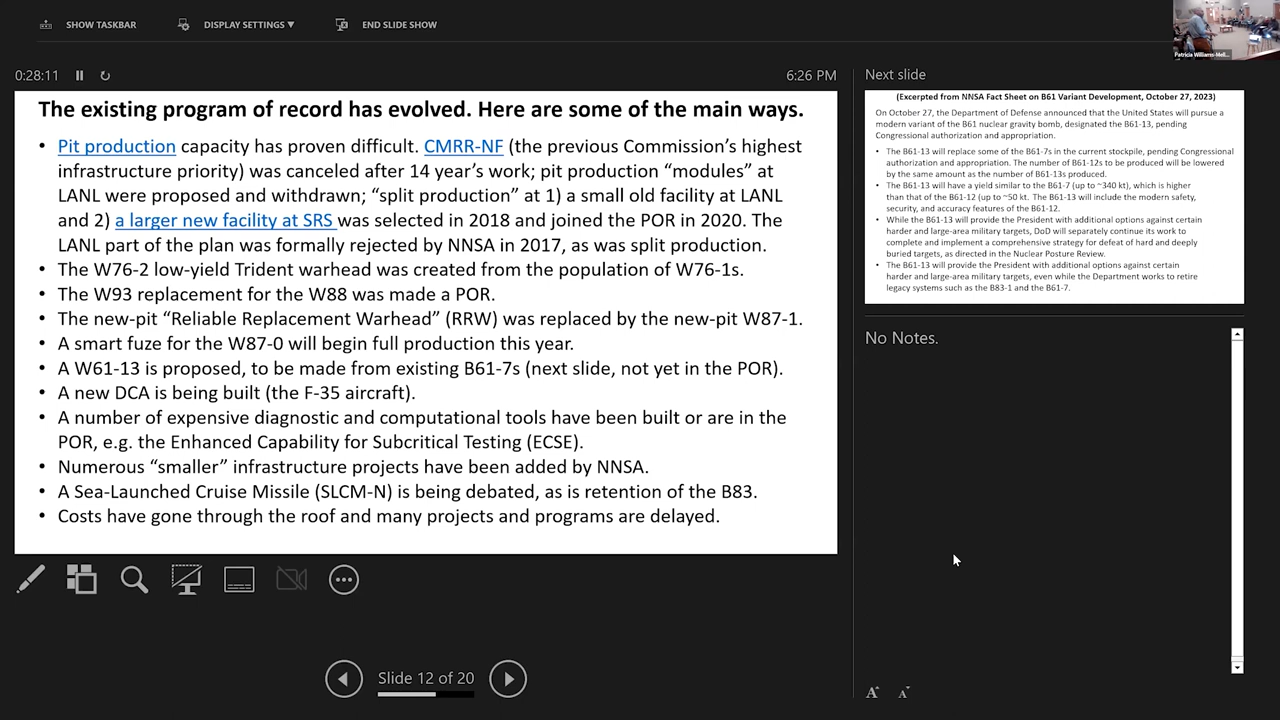 SHOW TASKBAR
DISPLAY SETTINGS ▼
END SLIDE SHOW
Patricia Williams-Mell...
0:28:11
6:26 PM
The existing program of record has evolved. Here are some of the main ways.
• Pit production capacity has proven difficult. CMRR-NF (the previous Commission's highest
infrastructure priority) was canceled after 14 year's work; pit production "modules" at
LANL were proposed and withdrawn; "split production" at 1) a small old facility at LANL
and 2) a larger new facility at SRS was selected in 2018 and joined the POR in 2020. The
LANL part of the plan was formally rejected by NNSA in 2017, as was split production.
• The W76-2 low-yield Trident warhead was created from the population of W76-1s.
• The W93 replacement for the W88 was made a POR.
• The new-pit "Reliable Replacement Warhead" (RRW) was replaced by the new-pit W87-1.
• A smart fuze for the W87-0 will begin full production this year.
• A W61-13 is proposed, to be made from existing B61-7s (next slide, not yet in the POR).
• A new DCA is being built (the F-35 aircraft).
• A number of expensive diagnostic and computational tools have been built or are in the
POR, e.g. the Enhanced Capability for Subcritical Testing (ECSE).
• Numerous "smaller" infrastructure projects have been added by NNSA.
• A Sea-Launched Cruise Missile (SLCM-N) is being debated, as is retention of the B83.
• Costs have gone through the roof and many projects and programs are delayed.
Slide 12 of 20
Next slide
(Excerpted from NNSA Fact Sheet on B61 Variant Development, October 27, 2023)
On October 27, the Department of Defense announced that the United States will pursue a
modern variant of the B61 nuclear gravity bomb, designated the B61-13, pending
Congressional authorization and appropriation.
• The B61-13 will replace some of the B61-7s in the current stockpile, pending Congressional
authorization and appropriation. The number of B61-12s to be produced will be lowered
by the same amount as the number of B61-13s produced.
• The B61-13 will have a yield similar to the B61-7 (up to ~340 kt), which is higher
than that of the B61-12 (up to ~50 kt. The B61-13 will include the modern safety,
security, and accuracy features of the B61-12.
• While the B61-13 will provide the President with additional options against certain
harder and large-area military targets, DoD will separately continue its work to
complete and implement a comprehensive strategy for defeat of hard and deeply
buried targets, as directed in the Nuclear Posture Review.
• The B61-13 will provide the President with additional options against certain
harder and large-area military targets, even while the Department works to retire
legacy systems such as the B83-1 and the B61-7.
No Notes.
A A